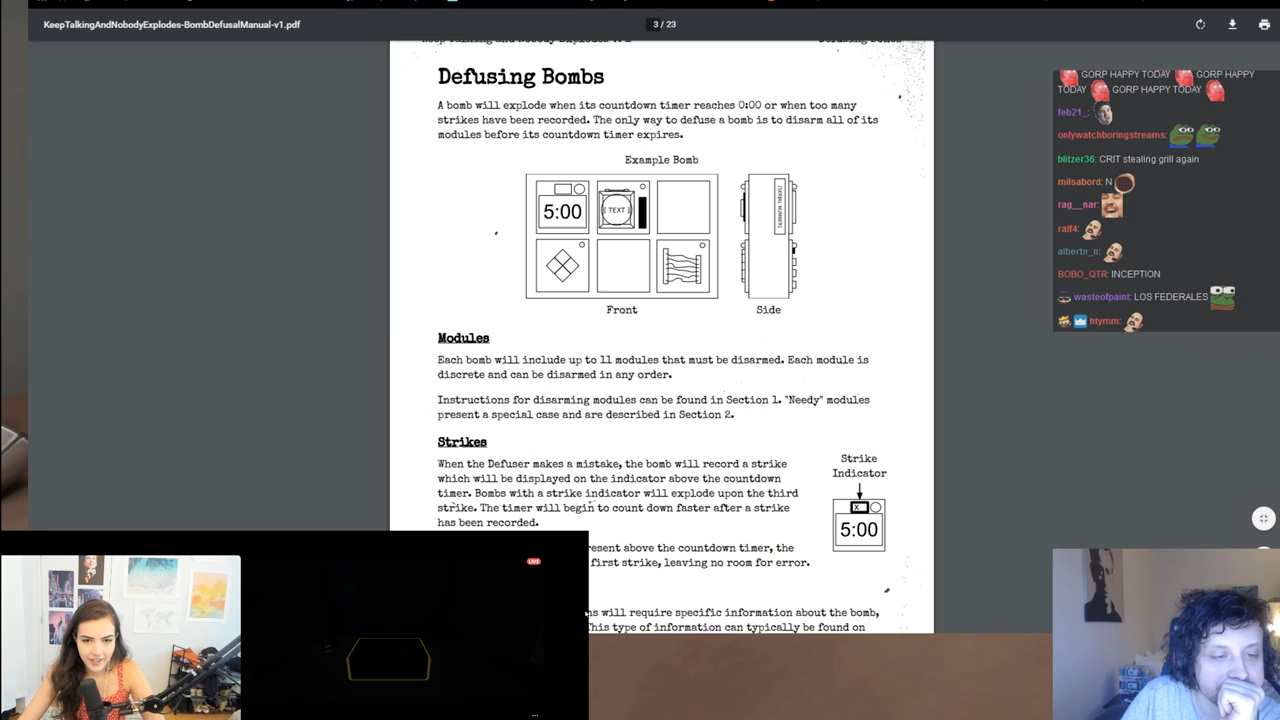 KeepTalkingAndNobodyExplodes-BombDefusalManual-v1.pdf
3 / 23
Defusing Bombs
Defusing Bombs
A bomb will explode when its countdown timer reaches 0:00 or when too many
strikes have been recorded. The only way to defuse a bomb is to disarm all of its
modules before its countdown timer expires.
Example Bomb
5:00
[TEXT]
[SERIAL NUMBER]
Front
Side
Modules
Each bomb will include up to 11 modules that must be disarmed. Each module is
discrete and can be disarmed in any order.
Instructions for disarming modules can be found in Section 1. "Needy" modules
present a special case and are described in Section 2.
Strikes
When the Defuser makes a mistake, the bomb will record a strike
which will be displayed on the indicator above the countdown
timer. Bombs with a strike indicator will explode upon the third
strike. The timer will begin to count down faster after a strike
has been recorded.
Strike
Indicator
X
5:00
resent above the countdown timer, the
first strike, leaving no room for error.
ns will require specific information about the bomb,
This type of information can typically be found on
LIVE
GORP HAPPY TODAY GORP HAPPY
TODAY GORP HAPPY TODAY
feb21_:
onlywatchboringstreams:
blitzer36: CRIT stealing grill again
milsabord: N
rag__nar:
ralf4:
albertn_n:
BOBO_QTR: INCEPTION
wasteofpaint: LOS FEDERALES
htymm: